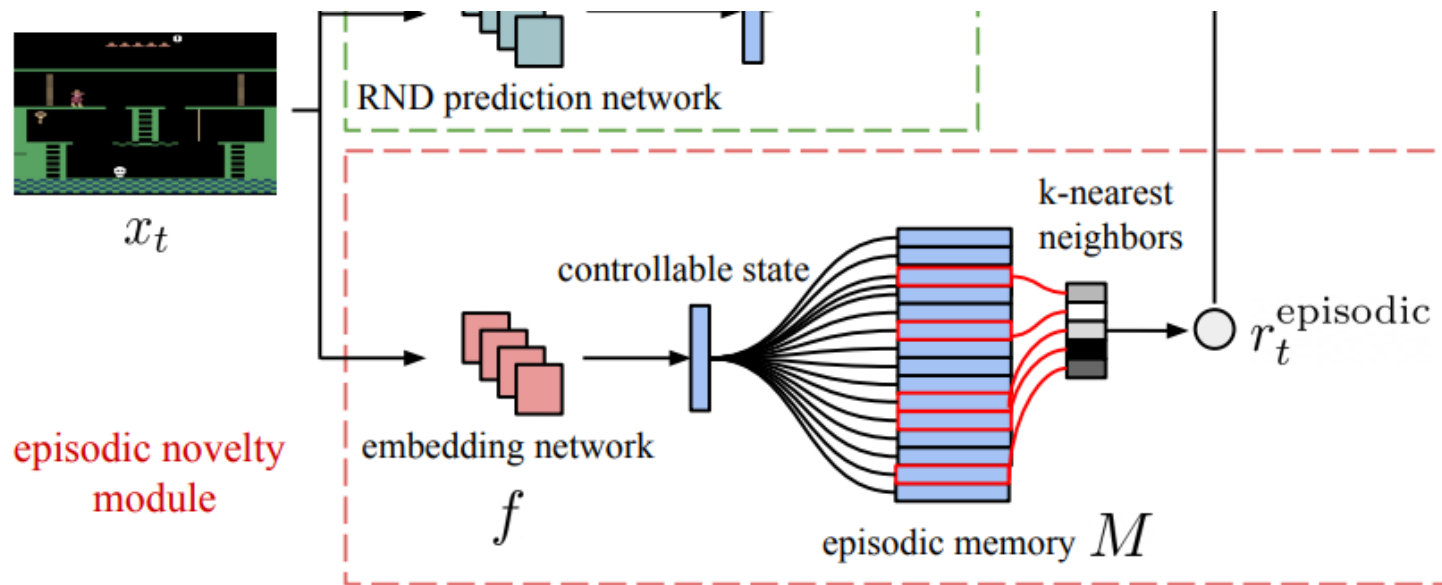 RND prediction network
x_t
k-nearest
neighbors
controllable state
r_t^episodic
embedding network
episodic novelty
module
f
episodic memory M